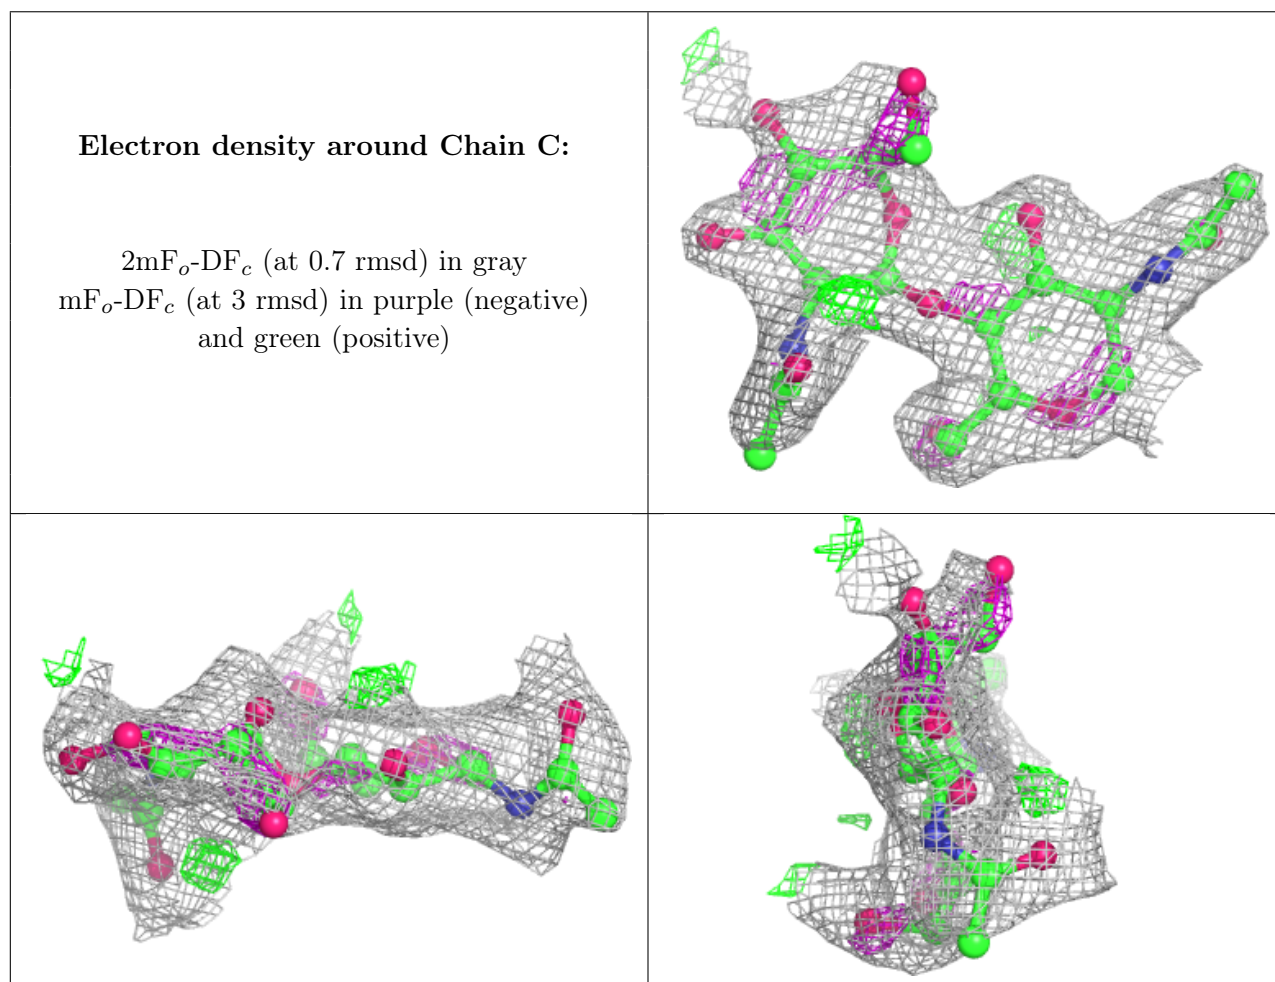 Electron density around Chain C:
2mFₒ-DF𝒸 (at 0.7 rmsd) in gray
mFₒ-DF𝒸 (at 3 rmsd) in purple (negative)
and green (positive)